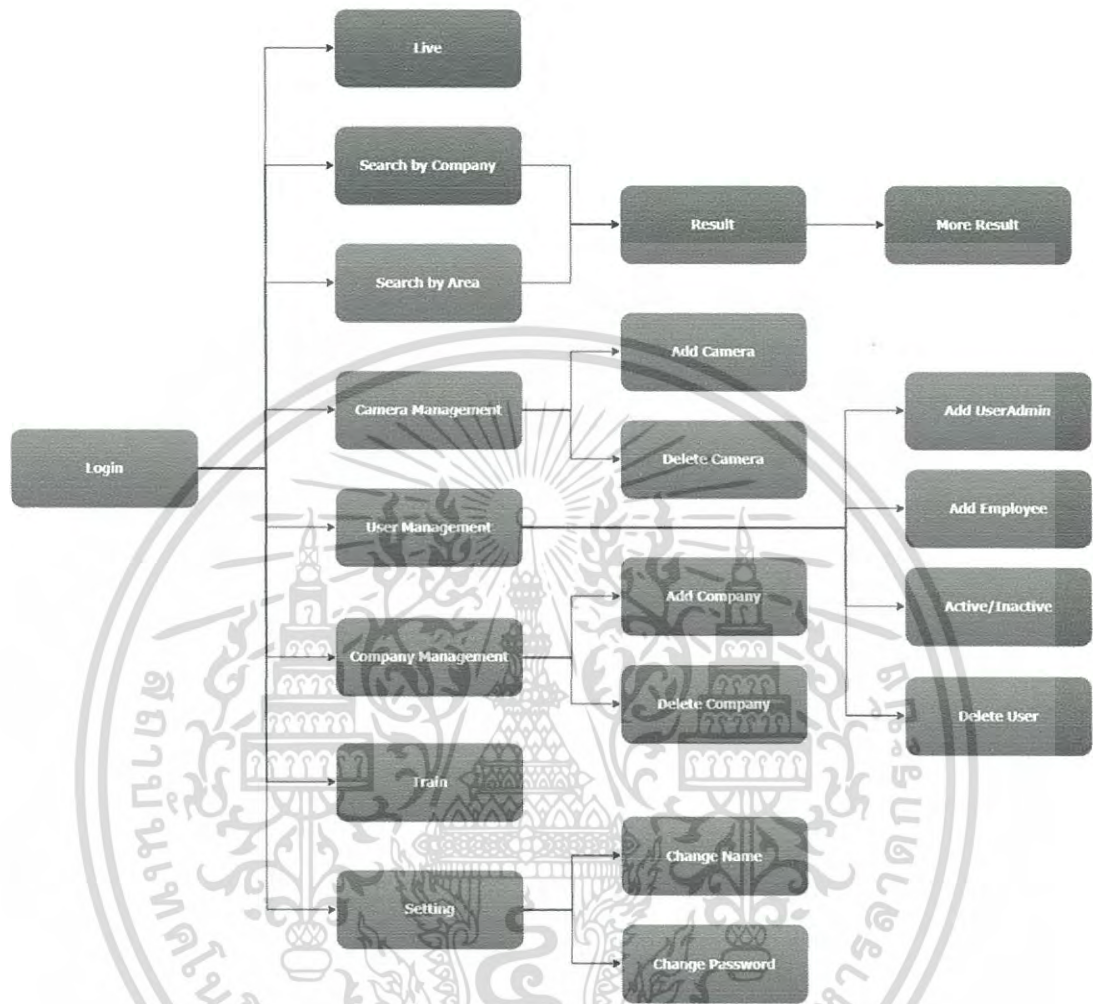 Live
Search by Company
Result
More Result
Search by Area
Add Camera
Camera Management
Add UserAdmin
Login
Delete Camera
Add Employee
User Management
Add Company
Active/Inactive
Company Management
Delete Company
Delete User
Train
Change Name
Setting
Change Password